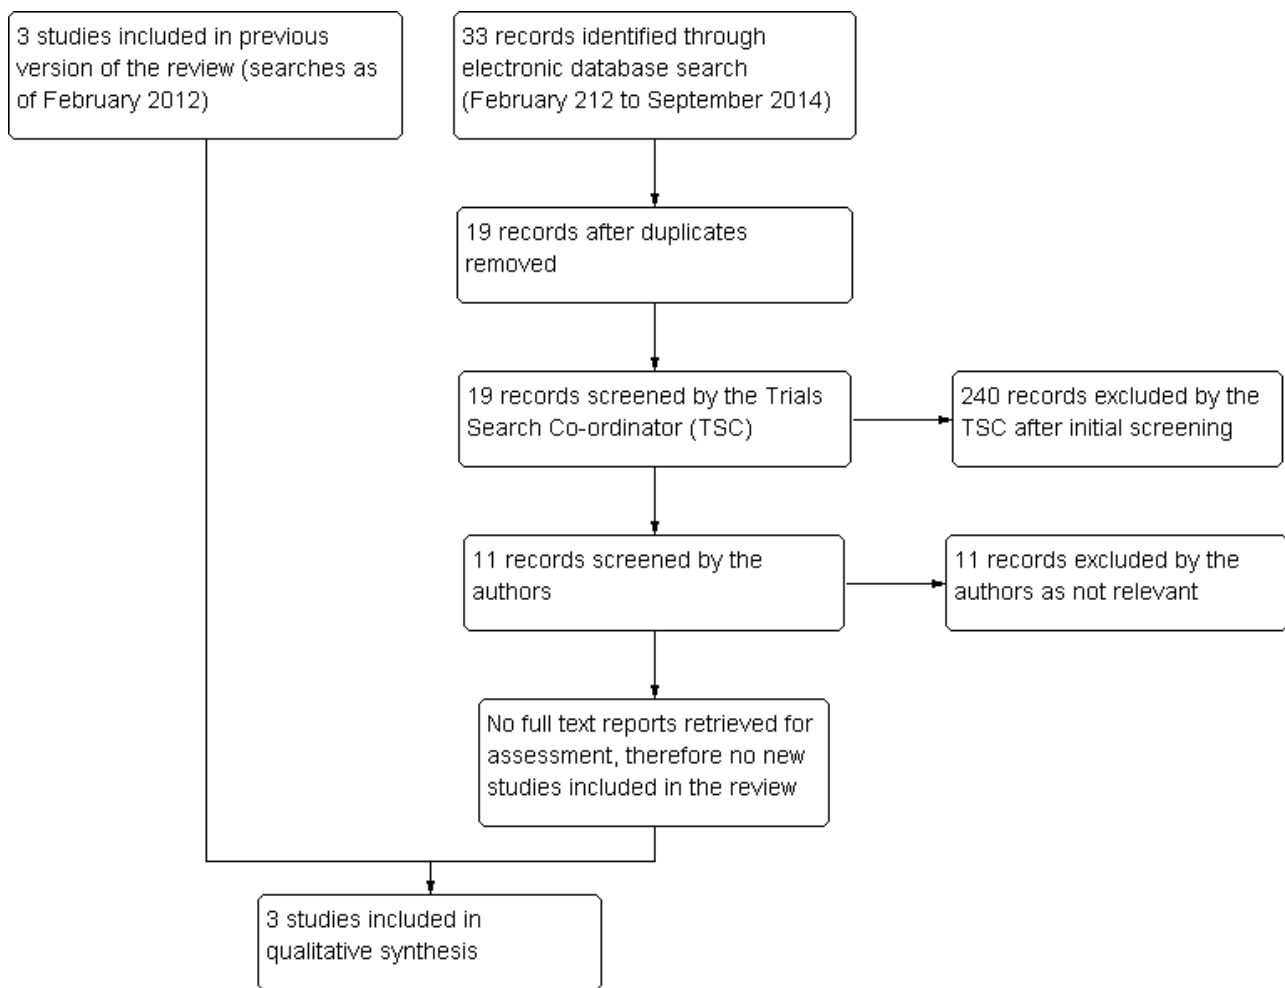 3 studies included in previous
version of the review (searches as
of February 2012)
33 records identified through
electronic database search
(February 212 to September 2014)
19 records after duplicates
removed
19 records screened by the Trials
Search Co-ordinator (TSC)
240 records excluded by the
TSC after initial screening
11 records screened by the
authors
11 records excluded by the
authors as not relevant
No full text reports retrieved for
assessment, therefore no new
studies included in the review
3 studies included in
qualitative synthesis